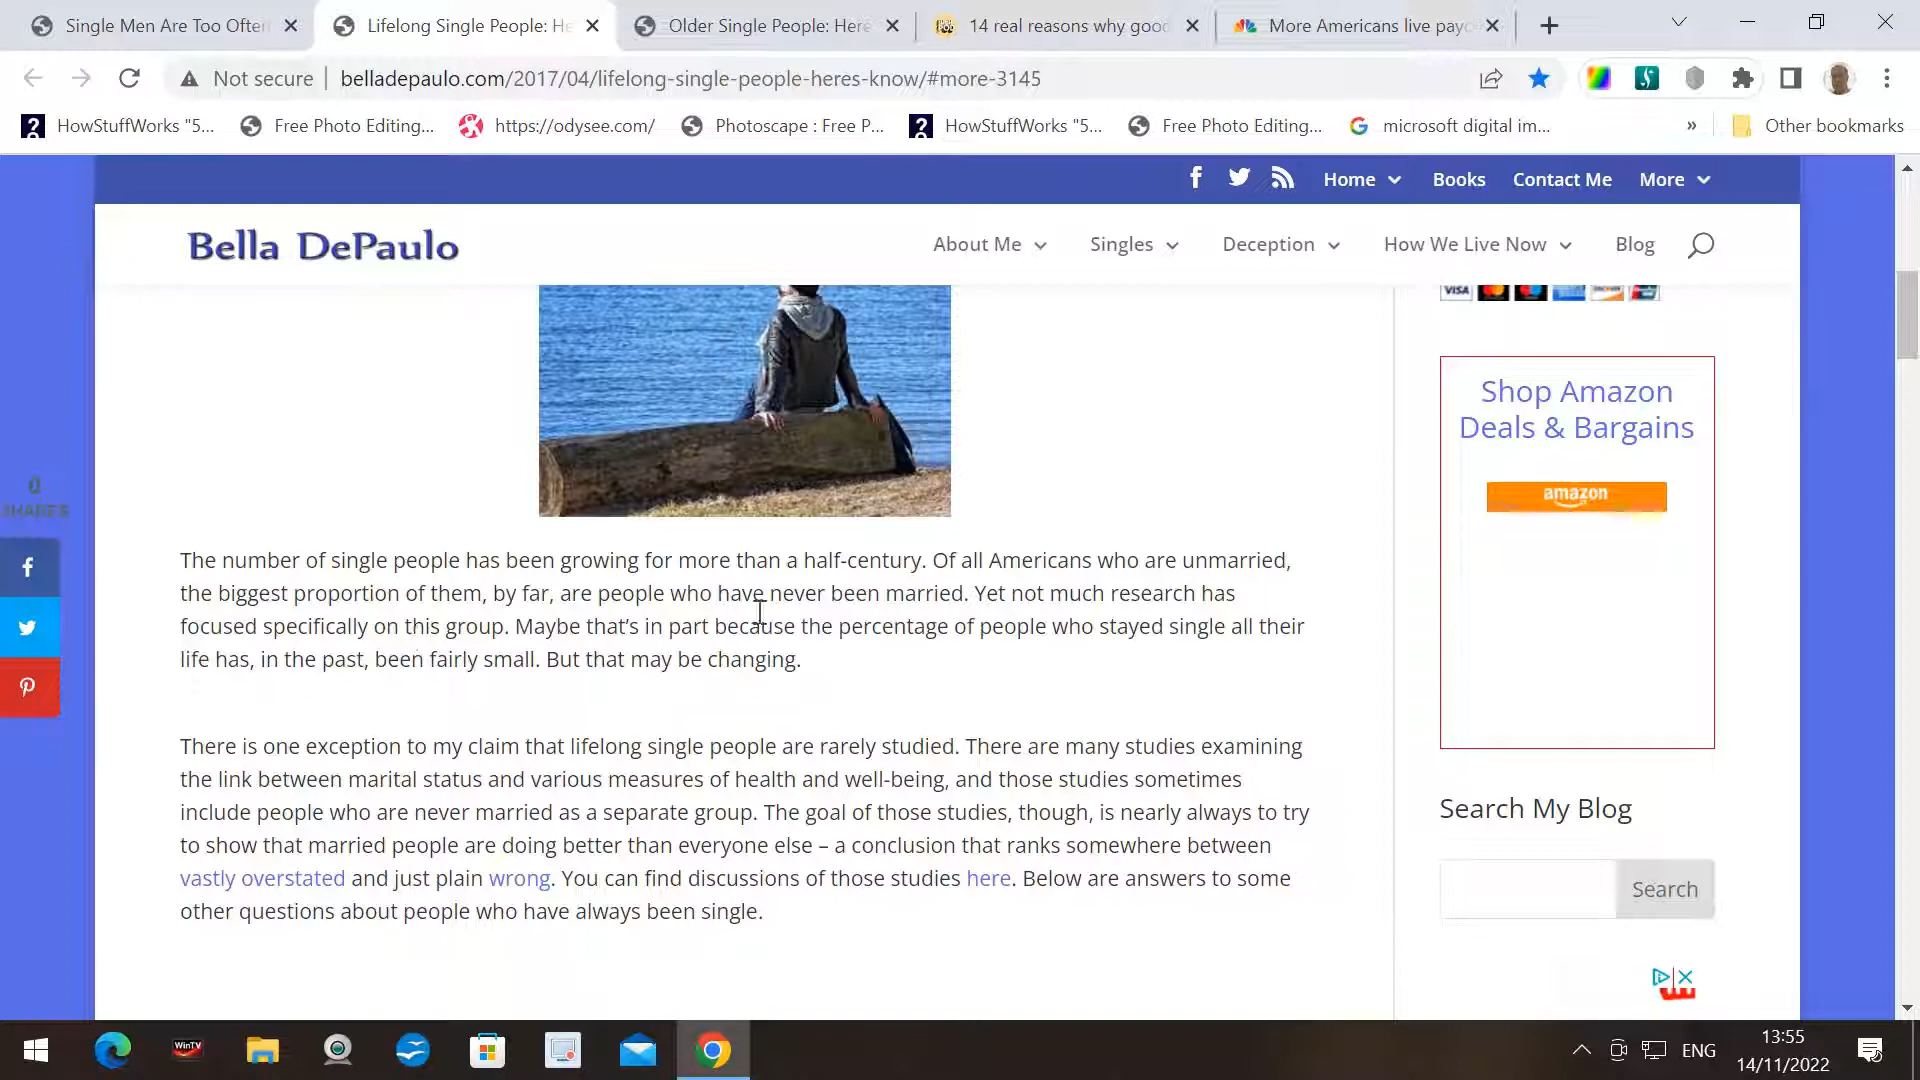 Single Men Are Too Often
Lifelong Single People: He
Older Single People: Here
14 real reasons why good
More Americans live payc
Not secure
belladepaulo.com/2017/04/lifelong-single-people-heres-know/#more-3145
HowStuffWorks "5...
Free Photo Editing...
https://odysee.com/
Photoscape : Free P...
HowStuffWorks "5...
Free Photo Editing...
microsoft digital im...
»
Other bookmarks
Home
Books
Contact Me
More
Bella DePaulo
About Me
Singles
Deception
How We Live Now
Blog
VISA
Shop Amazon
Deals & Bargains
amazon
0
SHARES
The number of single people has been growing for more than a half-century. Of all Americans who are unmarried,
the biggest proportion of them, by far, are people who have never been married. Yet not much research has
focused specifically on this group. Maybe that’s in part because the percentage of people who stayed single all their
life has, in the past, been fairly small. But that may be changing.
There is one exception to my claim that lifelong single people are rarely studied. There are many studies examining
the link between marital status and various measures of health and well-being, and those studies sometimes
include people who are never married as a separate group. The goal of those studies, though, is nearly always to try
to show that married people are doing better than everyone else – a conclusion that ranks somewhere between
vastly overstated and just plain wrong. You can find discussions of those studies here. Below are answers to some
other questions about people who have always been single.
Search My Blog
Search
WinTV
ENG
13:55
14/11/2022